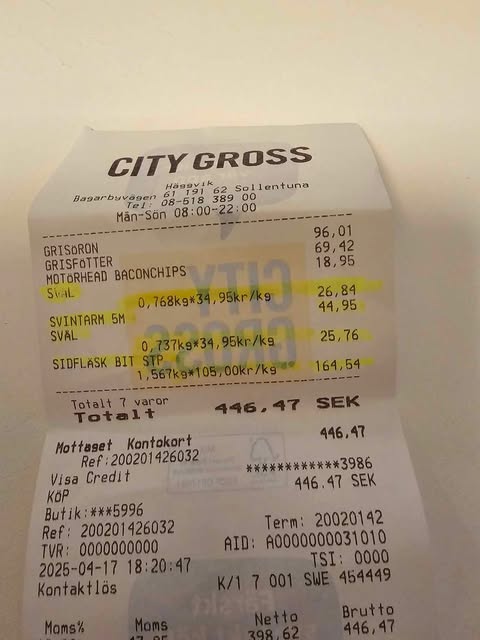 CITY GROSS
Häggvik
Bagarbyvägen 61 191 62 Sollentuna
Tel: 08-518 389 00
Mån-Sön 08:00-22:00
GRISöRON 96,01
GRISFöTTER 69,42
MOTöRHEAD BACONCHIPS 18,95
SVÅL
0,768kg*34,95kr/kg 26,84
SVINTARM 5M 44,95
SVÅL
0,737kg*34,95kr/kg 25,76
SIDFLÄSK BIT STP
1,567kg*105,00kr/kg 164,54
Totalt 7 varor
Totalt 446,47 SEK
Mottaget Kontokort 446,47
Ref:200201426032
Visa Credit ************3986
KÖP 446.47 SEK
Butik:***5996
Ref: 200201426032 Term: 20020142
TVR: 0000000000 AID: A0000000031010
2025-04-17 18:20:47 TSI: 0000
Kontaktlös K/1 7 001 SWE 454449
Moms% Moms Netto Brutto
398,62 446,47